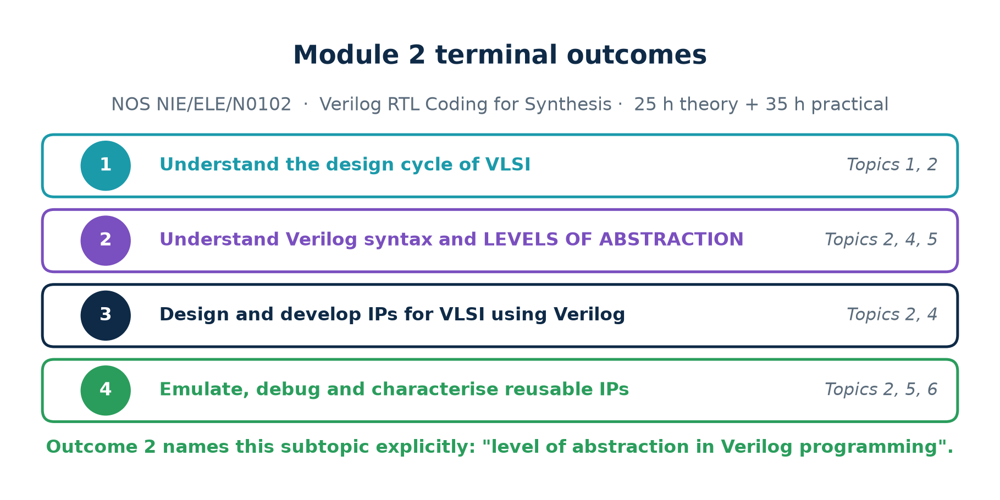 Module 2 terminal outcomes
NOS NIE/ELE/N0102 · Verilog RTL Coding for Synthesis · 25 h theory + 35 h practical
1 Understand the design cycle of VLSI Topics 1, 2
2 Understand Verilog syntax and LEVELS OF ABSTRACTION Topics 2, 4, 5
3 Design and develop IPs for VLSI using Verilog Topics 2, 4
4 Emulate, debug and characterise reusable IPs Topics 2, 5, 6
Outcome 2 names this subtopic explicitly: "level of abstraction in Verilog programming".